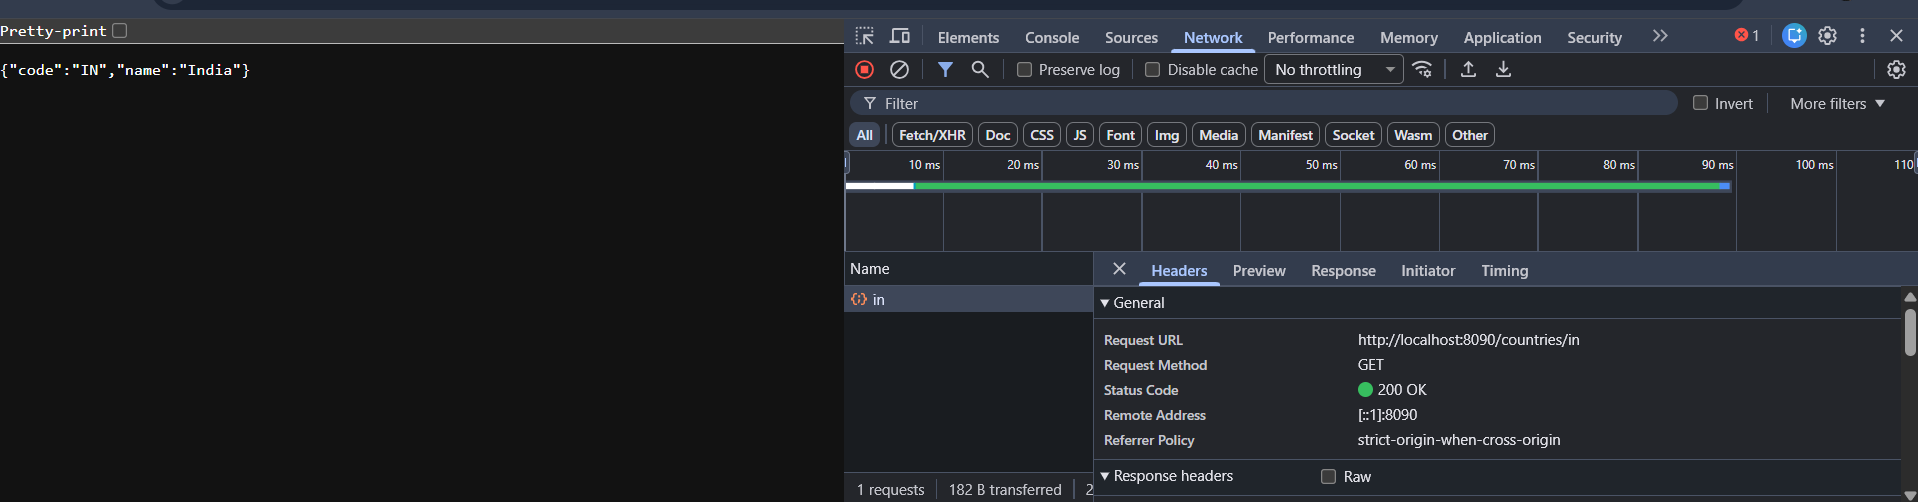 Pretty-print
{"code":"IN","name":"India"}
Elements Console Sources Network Performance Memory Application Security 1
Preserve log Disable cache No throttling
Filter Invert More filters
All Fetch/XHR Doc CSS JS Font Img Media Manifest Socket Wasm Other
10 ms 20 ms 30 ms 40 ms 50 ms 60 ms 70 ms 80 ms 90 ms 100 ms 110
Name Headers Preview Response Initiator Timing
in
General
Request URL http://localhost:8090/countries/in
Request Method GET
Status Code 200 OK
Remote Address [::1]:8090
Referrer Policy strict-origin-when-cross-origin
Response headers Raw
1 requests 182 B transferred 2